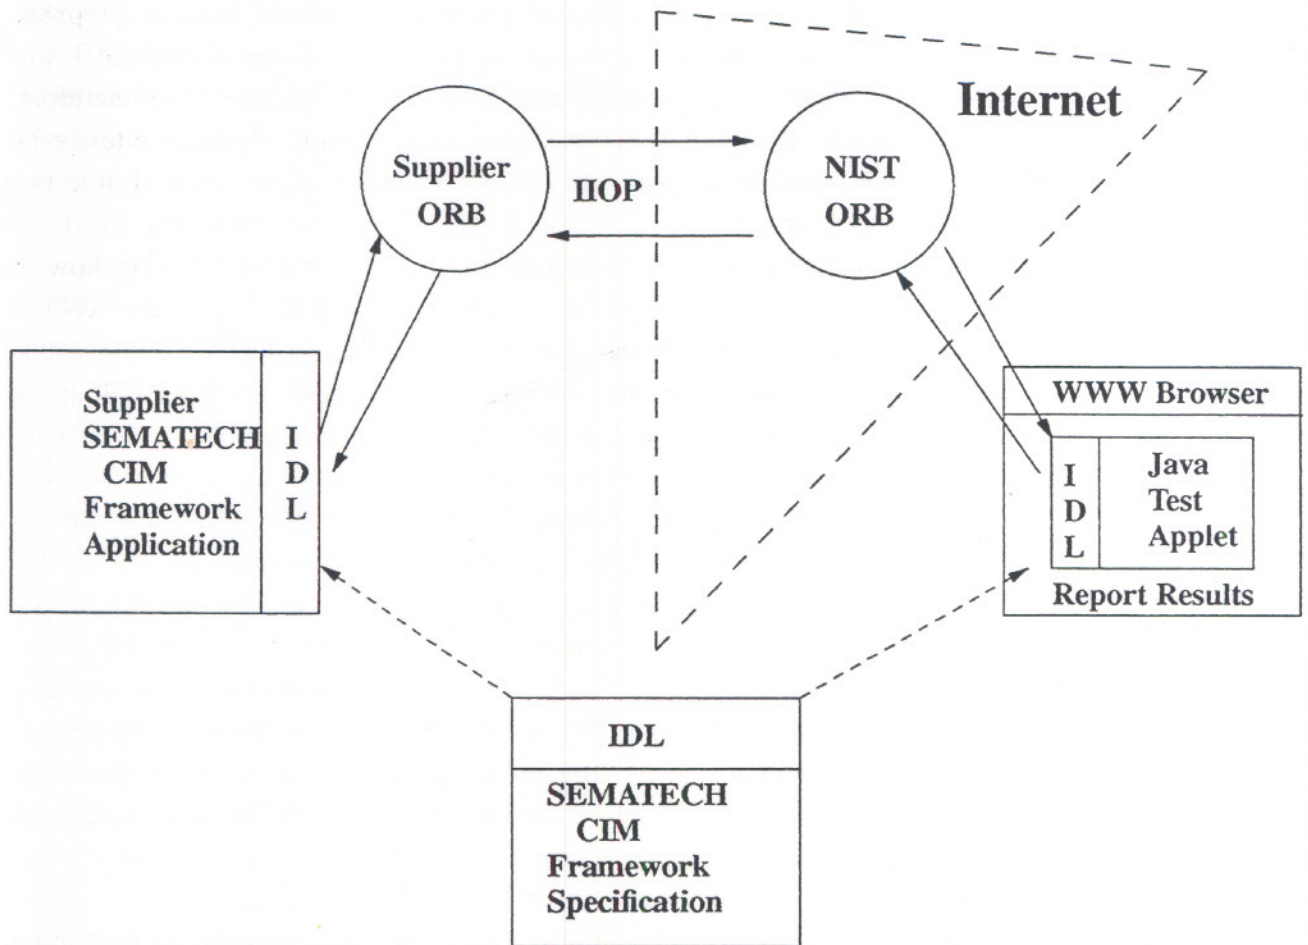 Internet
Supplier
ORB
IIOP
NIST
ORB
Supplier
SEMATECH
CIM
Framework
Application
I
D
L
WWW Browser
I
D
L
Java
Test
Applet
Report Results
IDL
SEMATECH
CIM
Framework
Specification